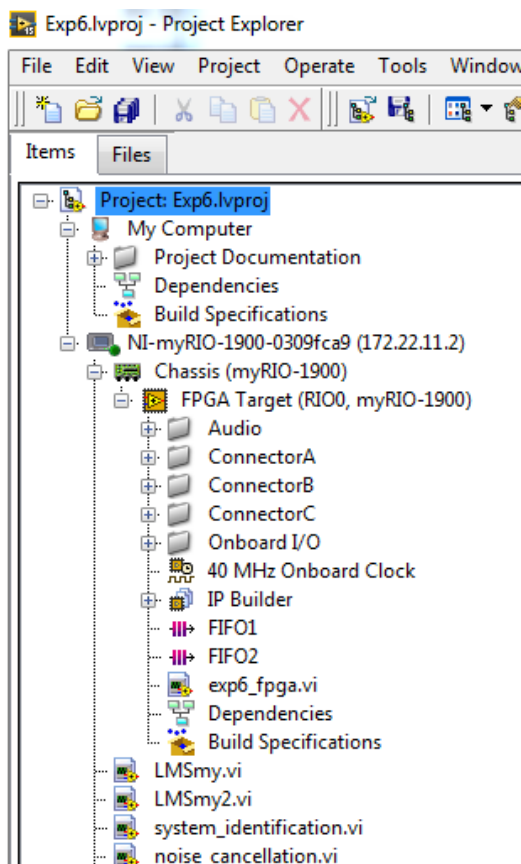 Exp6.lvproj - Project Explorer
File Edit View Project Operate Tools Window
Items Files
Project: Exp6.lvproj
My Computer
Project Documentation
Dependencies
Build Specifications
NI-myRIO-1900-0309fca9 (172.22.11.2)
Chassis (myRIO-1900)
FPGA Target (RIO0, myRIO-1900)
Audio
ConnectorA
ConnectorB
ConnectorC
Onboard I/O
40 MHz Onboard Clock
IP Builder
FIFO1
FIFO2
exp6_fpga.vi
Dependencies
Build Specifications
LMSmy.vi
LMSmy2.vi
system_identification.vi
noise_cancellation.vi